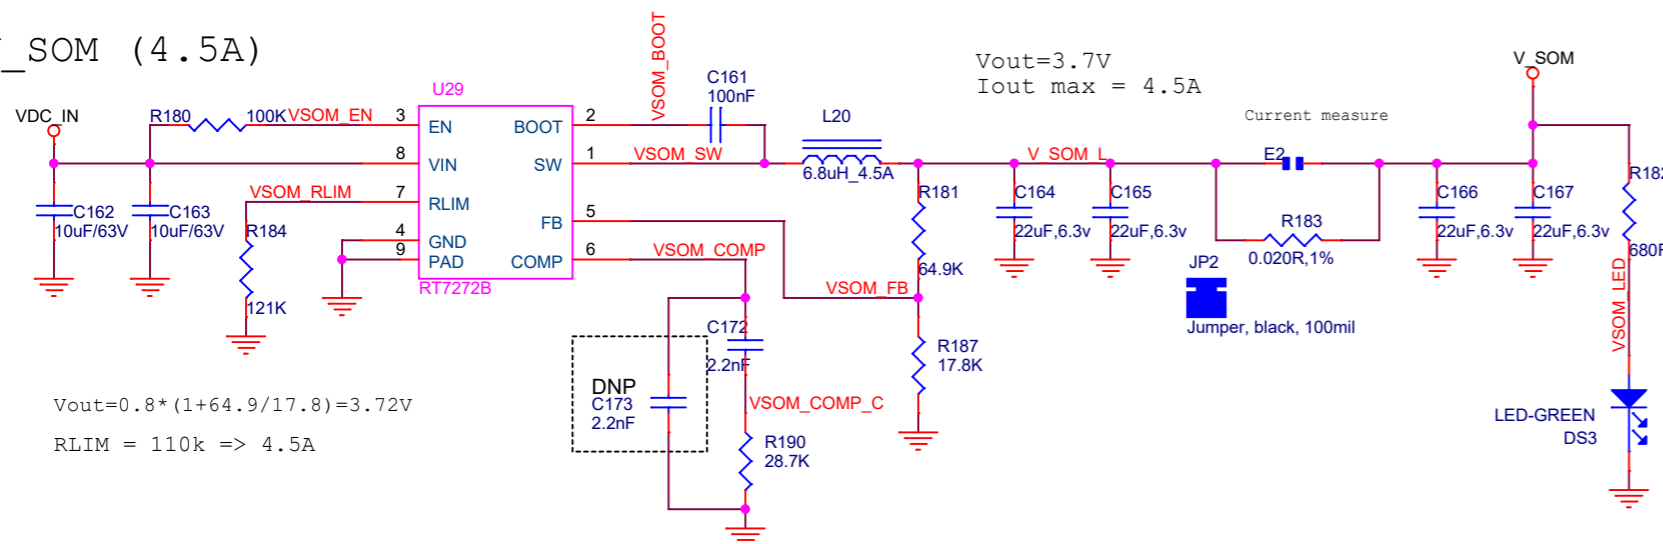 _SOM (4.5A)
VDC_IN
R180
100K
VSOM_EN
U29
3
EN
BOOT
2
VSOM_BOOT
C161
100nF
8
VIN
SW
1
VSOM_SW
L20
6.8uH_4.5A
Vout=3.7V
Iout max = 4.5A
Current measure
V_SOM
V_SOM_L
E2
VSOM_RLIM
7
RLIM
FB
5
C162
10uF/63V
C163
10uF/63V
R184
121K
4
GND
9
PAD
COMP
6
VSOM_COMP
RT7272B
R181
64.9K
VSOM_FB
C164
22uF,6.3v
C165
22uF,6.3v
R183
0.020R,1%
JP2
Jumper, black, 100mil
C166
22uF,6.3v
C167
22uF,6.3v
R182
VSOM_LED
C172
2.2nF
DNP
C173
2.2nF
VSOM_COMP_C
R190
28.7K
R187
17.8K
LED-GREEN
DS3
Vout=0.8*(1+64.9/17.8)=3.72V
RLIM = 110k => 4.5A